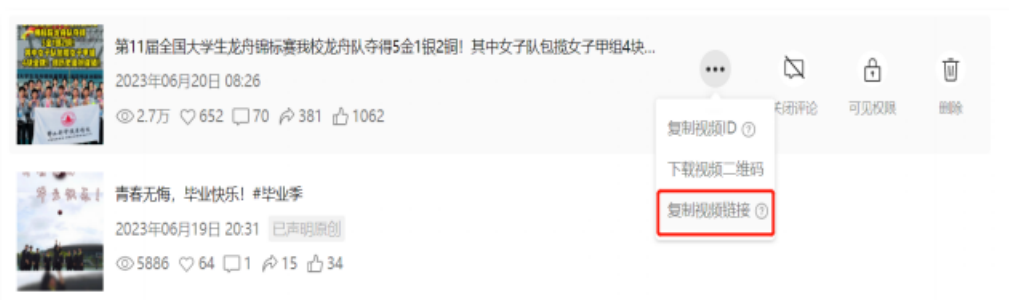 第11届全国大学生龙舟锦标赛我校龙舟队夺得5金1银2铜！其中女子队包揽女子甲组4块...
2023年06月20日 08:26
2.7万 652 70 381 1062
关闭评论 可见权限 删除
复制视频ID
下载视频二维码
复制视频链接
青春无悔，毕业快乐！#毕业季
2023年06月19日 20:31 已声明原创
5886 64 1 15 34